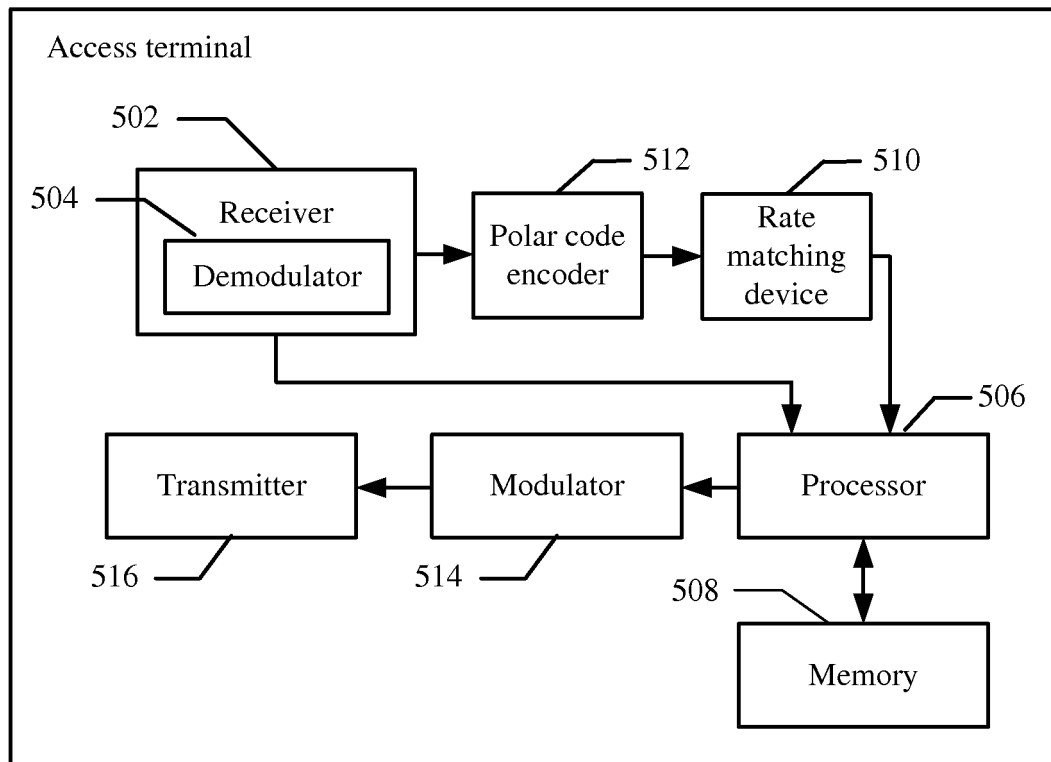 Access terminal
502
512
510
504
Receiver
Demodulator
Polar code
encoder
Rate
matching
device
506
Transmitter
Modulator
Processor
516
514
508
Memory